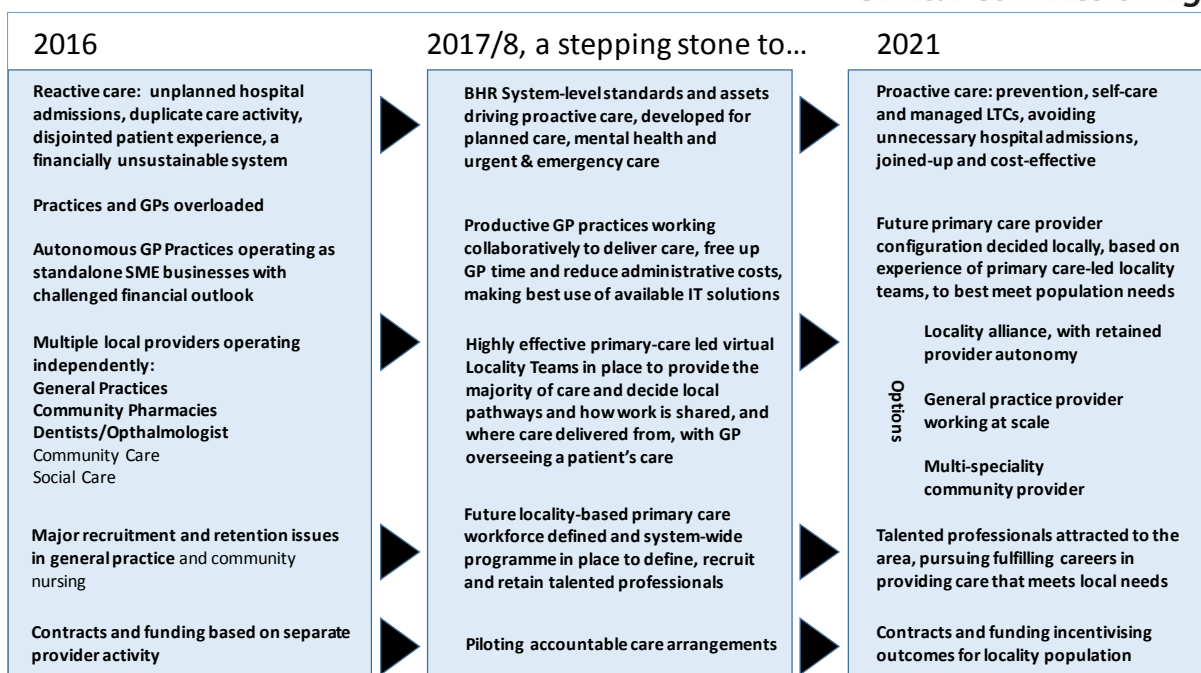 2016
Reactive care: unplanned hospital
admissions, duplicate care activity,
disjointed patient experience, a
financially unsustainable system
Practices and GPs overloaded
Autonomous GP Practices operating as
standalone SME businesses with
challenged financial outlook
Multiple local providers operating
independently:
General Practices
Community Pharmacies
Dentists/Opthalmologist
Community Care
Social Care
Major recruitment and retention issues
in general practice and community
nursing
Contracts and funding based on separate
provider activity
2017/8, a stepping stone to…
BHR System-level standards and assets
driving proactive care, developed for
planned care, mental health and
urgent & emergency care
Productive GP practices working
collaboratively to deliver care, free up
GP time and reduce administrative costs,
making best use of available IT solutions
Highly effective primary-care led virtual
Locality Teams in place to provide the
majority of care and decide local
pathways and how work is shared, and
where care delivered from, with GP
overseeing a patient's care
Future locality-based primary care
workforce defined and system-wide
programme in place to define, recruit
and retain talented professionals
Piloting accountable care arrangements
2021
Proactive care: prevention, self-care
and managed LTCs, avoiding
unnecessary hospital admissions,
joined-up and cost-effective
Future primary care provider
configuration decided locally, based on
experience of primary care-led locality
teams, to best meet population needs
Options
Locality alliance, with retained
provider autonomy
General practice provider
working at scale
Multi-speciality
community provider
Talented professionals attracted to the
area, pursuing fulfilling careers in
providing care that meets local needs
Contracts and funding incentivising
outcomes for locality population